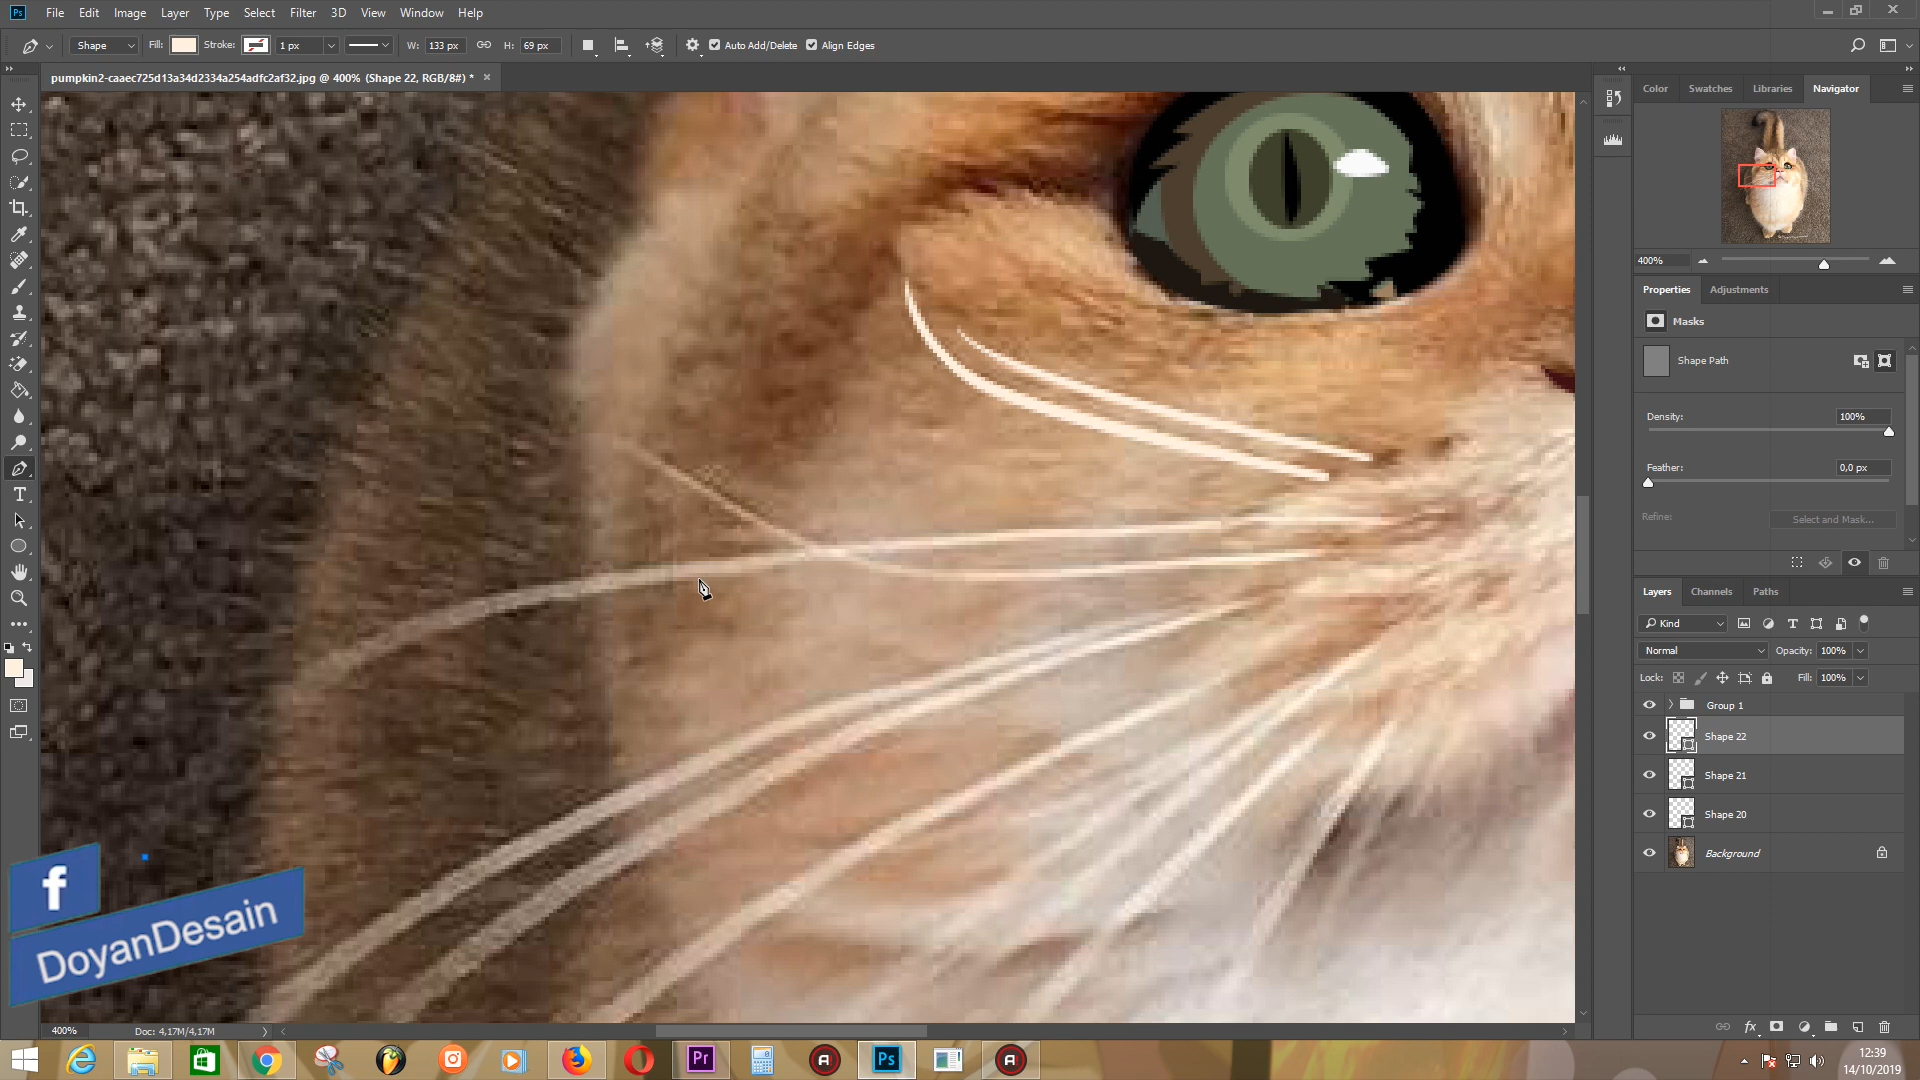 Ps File Edit Image Layer Type Select Filter 3D View Window Help
Shape Fill: Stroke: 1 px W: 133 px H: 69 px Auto Add/Delete Align Edges
pumpkin2-caaec725d13a34d2334a254adfc2af32.jpg @ 400% (Shape 22, RGB/8#) * ×
Color Swatches Libraries Navigator
400%
Properties Adjustments
Masks
Shape Path
Density: 100%
Feather: 0,0 px
Refine: Select and Mask...
Layers Channels Paths
Kind
Normal Opacity: 100%
Lock: Fill: 100%
Group 1
Shape 22
Shape 21
Shape 20
Background
f
DoyanDesain
400% Doc: 4,17M/4,17M
Pr Ps
12:39
14/10/2019